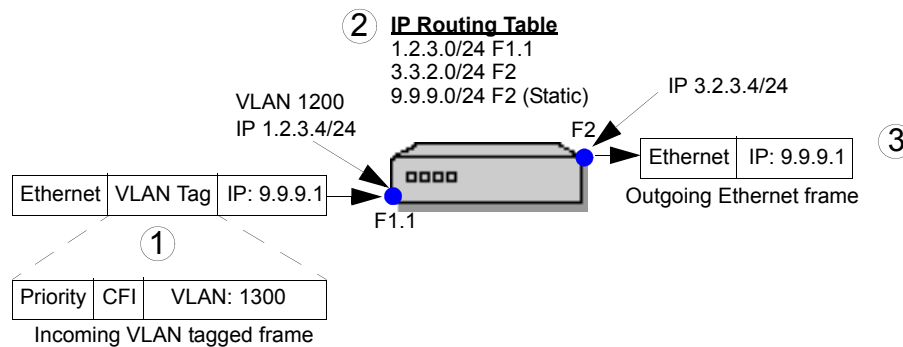 2 IP Routing Table
1.2.3.0/24 F1.1
3.3.2.0/24 F2
9.9.9.0/24 F2 (Static)
VLAN 1200
IP 1.2.3.4/24
IP 3.2.3.4/24
F2
Ethernet IP: 9.9.9.1
3
Outgoing Ethernet frame
Ethernet VLAN Tag IP: 9.9.9.1
F1.1
1
Priority CFI VLAN: 1300
Incoming VLAN tagged frame